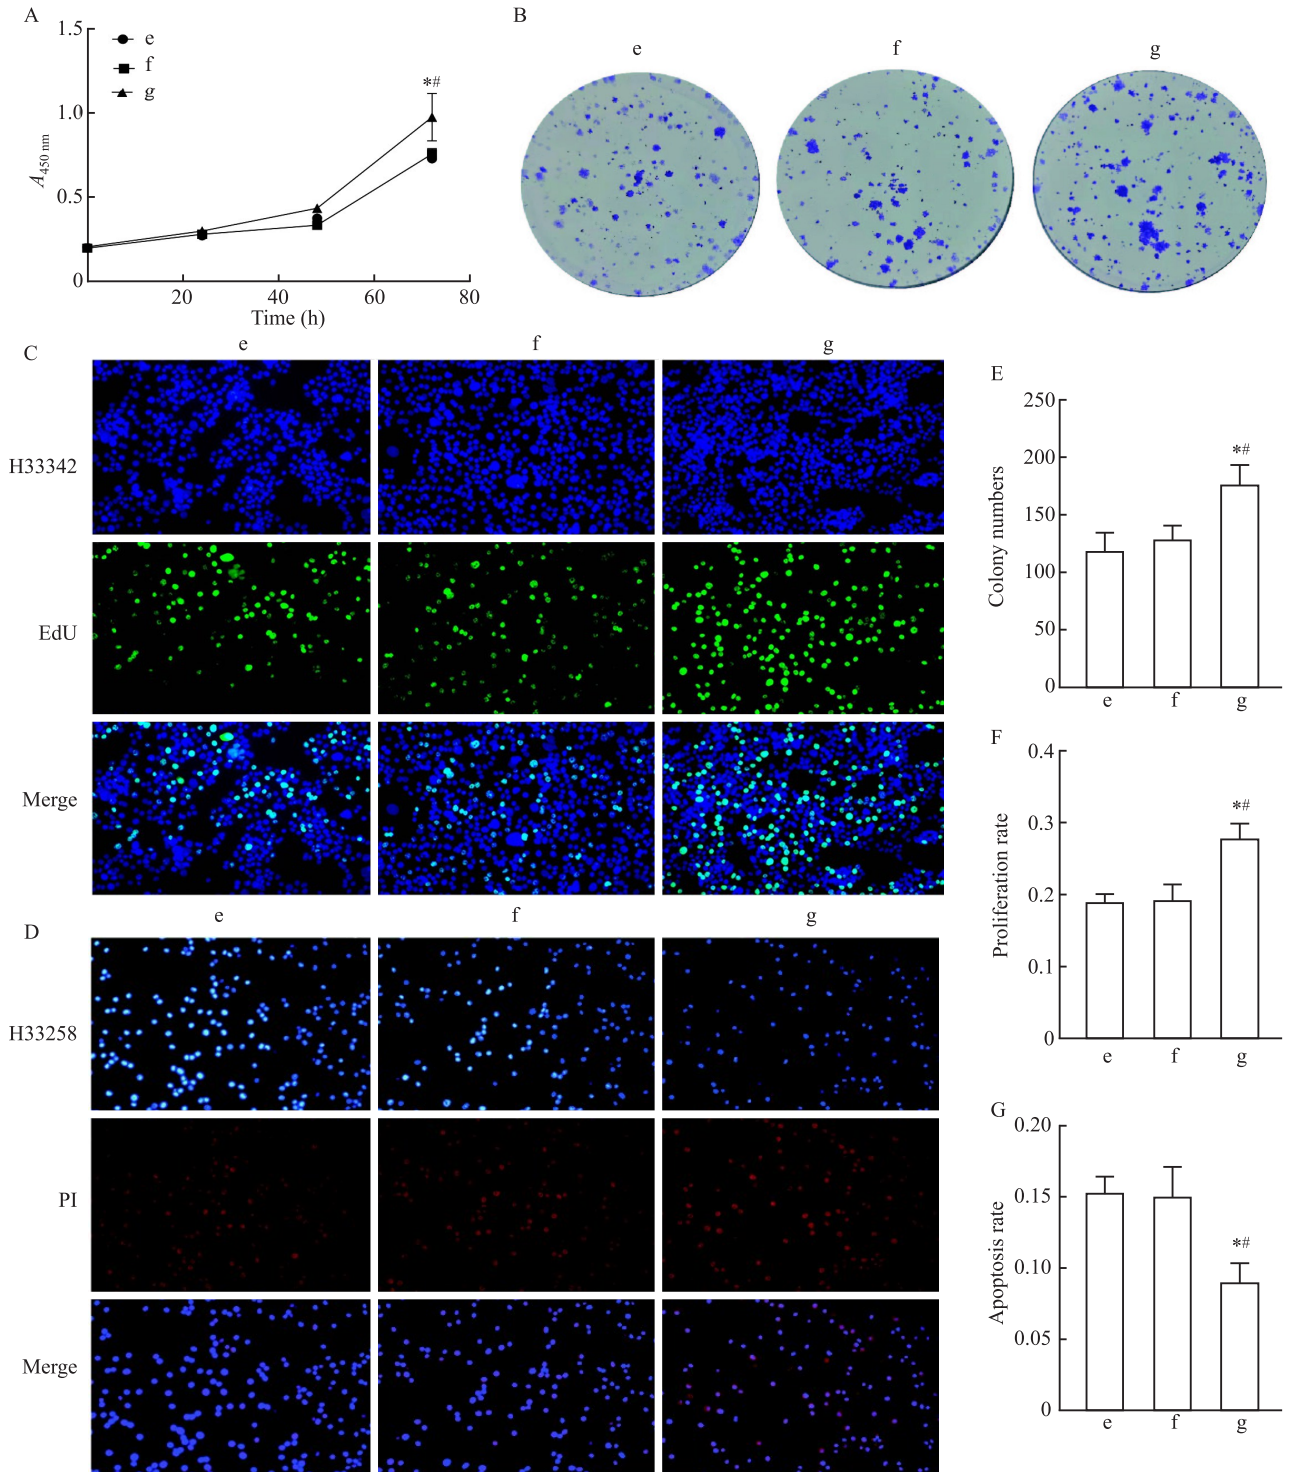 A
1.5
1.0
0.5
0
A450 nm
e
f
g
*#
20
40
60
80
Time (h)
B
e
f
g
C
e
f
g
H33342
EdU
Merge
D
e
f
g
H33258
PI
Merge
E
250
200
150
100
50
0
Colony numbers
*#
e
f
g
F
0.4
0.3
0.2
0.1
0
Proliferation rate
*#
e
f
g
G
0.20
0.15
0.10
0.05
0
Apoptosis rate
*#
e
f
g